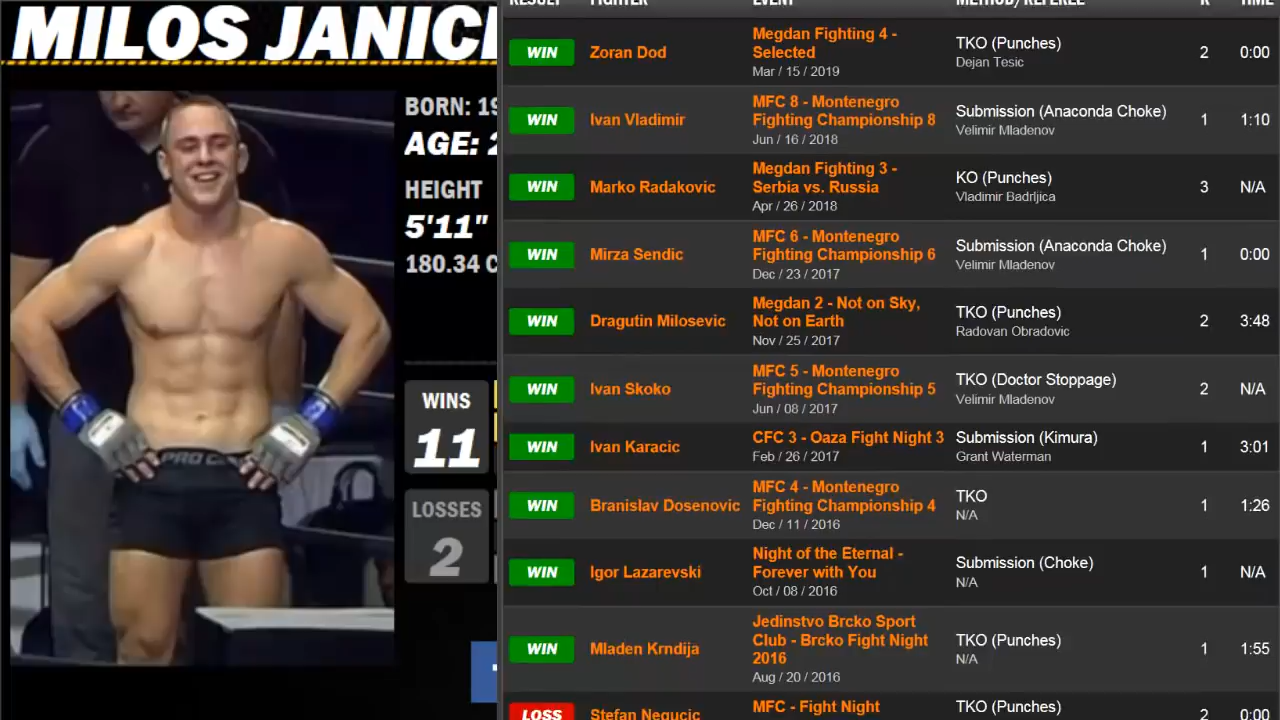 MILOS JANICI
BORN: 19
AGE: 2
HEIGHT
5'11"
180.34 C
WINS
11
LOSSES
2
PRO C
RESULT FIGHTER EVENT METHOD/REFEREE R TIME
WIN Zoran Dod Megdan Fighting 4 - TKO (Punches) 2 0:00
Selected Dejan Tesic
Mar / 15 / 2019
WIN Ivan Vladimir MFC 8 - Montenegro Submission (Anaconda Choke) 1 1:10
Fighting Championship 8 Velimir Mladenov
Jun / 16 / 2018
WIN Marko Radakovic Megdan Fighting 3 - KO (Punches) 3 N/A
Serbia vs. Russia Vladimir Badrljica
Apr / 26 / 2018
WIN Mirza Sendic MFC 6 - Montenegro Submission (Anaconda Choke) 1 0:00
Fighting Championship 6 Velimir Mladenov
Dec / 23 / 2017
WIN Dragutin Milosevic Megdan 2 - Not on Sky, TKO (Punches) 2 3:48
Not on Earth Radovan Obradovic
Nov / 25 / 2017
WIN Ivan Skoko MFC 5 - Montenegro TKO (Doctor Stoppage) 2 N/A
Fighting Championship 5 Velimir Mladenov
Jun / 08 / 2017
WIN Ivan Karacic CFC 3 - Oaza Fight Night 3 Submission (Kimura) 1 3:01
Feb / 26 / 2017 Grant Waterman
WIN Branislav Dosenovic MFC 4 - Montenegro TKO 1 1:26
Fighting Championship 4 N/A
Dec / 11 / 2016
WIN Igor Lazarevski Night of the Eternal - Submission (Choke) 1 N/A
Forever with You N/A
Oct / 08 / 2016
WIN Mladen Krndija Jedinstvo Brcko Sport TKO (Punches) 1 1:55
Club - Brcko Fight Night N/A
2016
Aug / 20 / 2016
LOSS Stefan Negucic MFC - Fight Night TKO (Punches) 2 0:00